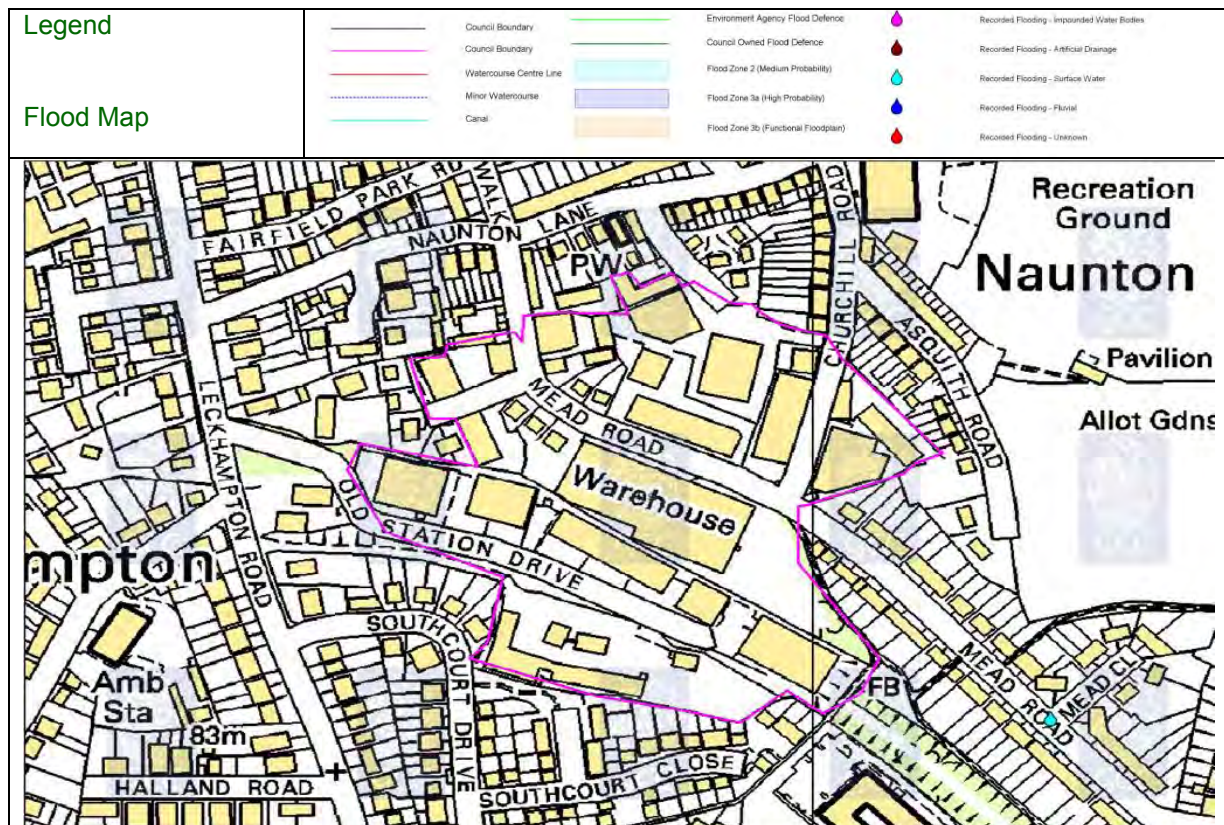 Legend
Flood Map
Council Boundary
Council Boundary
Watercourse Centre Line
Minor Watercourse
Canal
Environment Agency Flood Defence
Council Owned Flood Defence
Flood Zone 2 (Medium Probability)
Flood Zone 3a (High Probability)
Flood Zone 3b (Functional Floodplain)
Recorded Flooding - Impounded Water Bodies
Recorded Flooding - Artificial Drainage
Recorded Flooding - Surface Water
Recorded Flooding - Fluvial
Recorded Flooding - Unknown
FAIRFIELD PARK RD
WALK
NAUNTON LANE
PW
CHURCHILL ROAD
Recreation
Ground
Naunton
ASQUITH ROAD
Pavilion
Allot Gdns
LECKHAMPTON ROAD
MEAD ROAD
Warehouse
OLD STATION DRIVE
mpton
SOUTHCOURT DRIVE
Amb
Sta
83m
FB
MEAD ROAD
MEAD CL
HALLAND ROAD
SOUTHCOURT CLOSE